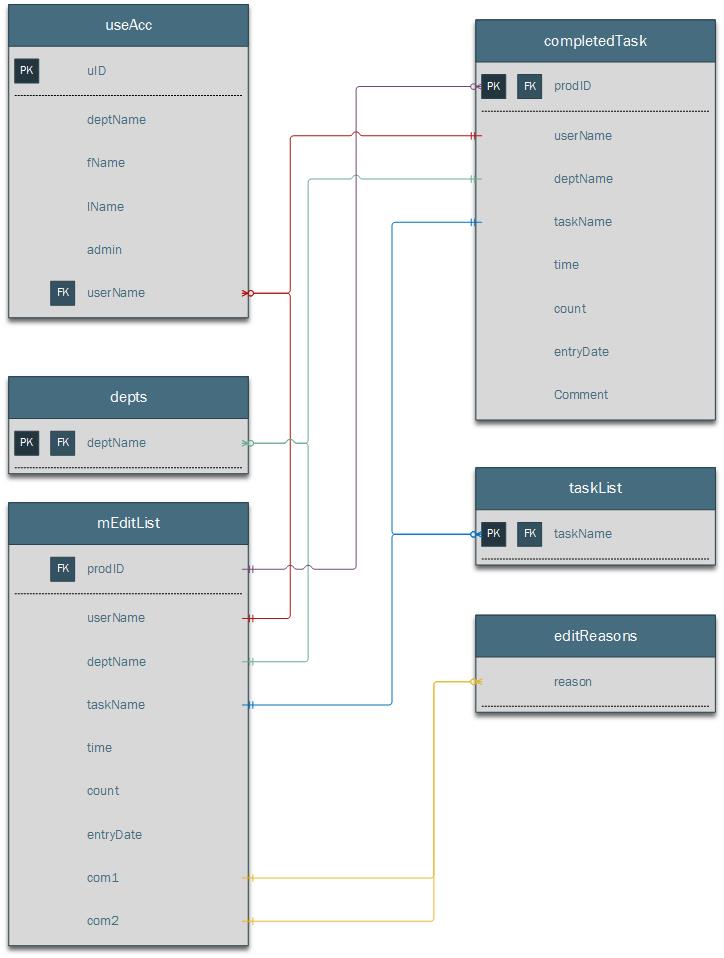 useAcc
PK uID
deptName
fName
lName
admin
FK userName
depts
PK FK deptName
mEditList
FK prodID
userName
deptName
taskName
time
count
entryDate
com1
com2
completedTask
PK FK prodID
userName
deptName
taskName
time
count
entryDate
Comment
taskList
PK FK taskName
editReasons
reason